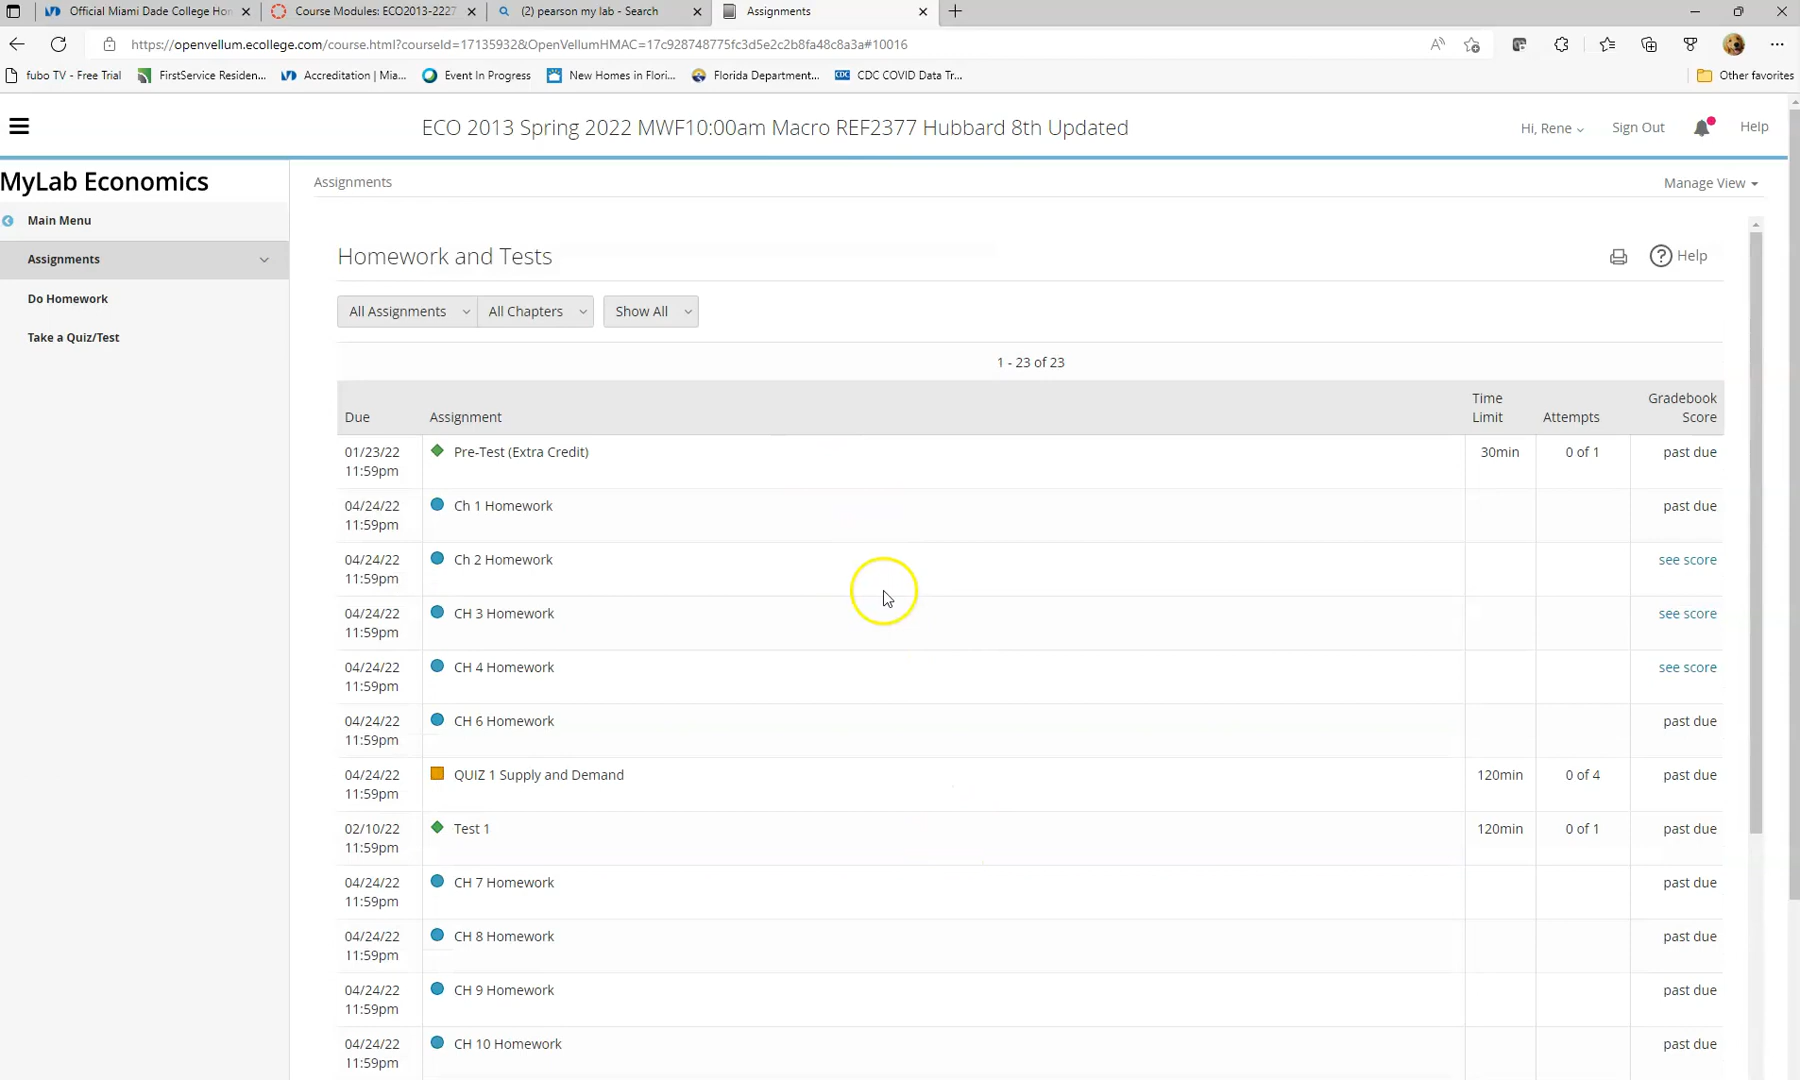 Official Miami Dade College Hon
Course Modules: ECO2013-2227
(2) pearson my lab - Search
Assignments
https://openvellum.ecollege.com/course.html?courseId=17135932&OpenVellumHMAC=17c928748775fc3d5e2c2b8fa48c8a3a#10016
fubo TV - Free Trial
FirstService Residen...
Accreditation | Mia...
Event In Progress
New Homes in Flori...
Florida Department...
CDC COVID Data Tr...
Other favorites
ECO 2013 Spring 2022 MWF10:00am Macro REF2377 Hubbard 8th Updated
Hi, Rene
Sign Out
Help
MyLab Economics
Main Menu
Assignments
Do Homework
Take a Quiz/Test
Assignments
Manage View
Homework and Tests
Help
All Assignments
All Chapters
Show All
1 - 23 of 23
Due Assignment Time Limit Attempts Gradebook Score
01/23/22 11:59pm Pre-Test (Extra Credit) 30min 0 of 1 past due
04/24/22 11:59pm Ch 1 Homework past due
04/24/22 11:59pm Ch 2 Homework see score
04/24/22 11:59pm CH 3 Homework see score
04/24/22 11:59pm CH 4 Homework see score
04/24/22 11:59pm CH 6 Homework past due
04/24/22 11:59pm QUIZ 1 Supply and Demand 120min 0 of 4 past due
02/10/22 11:59pm Test 1 120min 0 of 1 past due
04/24/22 11:59pm CH 7 Homework past due
04/24/22 11:59pm CH 8 Homework past due
04/24/22 11:59pm CH 9 Homework past due
04/24/22 11:59pm CH 10 Homework past due